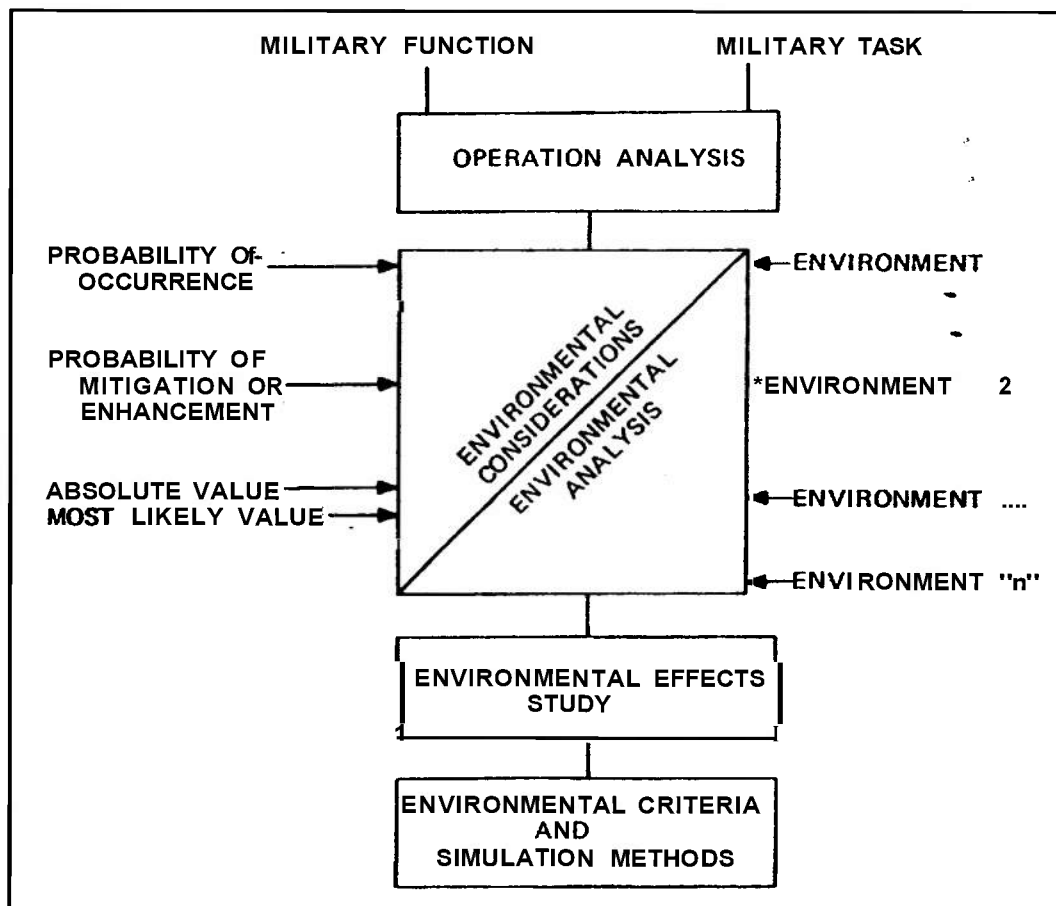 MILITARY FUNCTION
MILITARY TASK
OPERATION ANALYSIS
PROBABILITY Of-
OCCURRENCE
PROBABILITY OF
MITIGATION OR
ENHANCEMENT
ABSOLUTE VALUE
MOST LIKELY VALUE
ENVIRONMENTAL
CONSIDERATIONS
ENVIRONMENTAL
ANALYSIS
ENVIRONMENT
*ENVIRONMENT 2
ENVIRONMENT ....
ENVIRONMENT "n"
ENVIRONMENTAL EFFECTS
STUDY
ENVIRONMENTAL CRITERIA
AND
SIMULATION METHODS